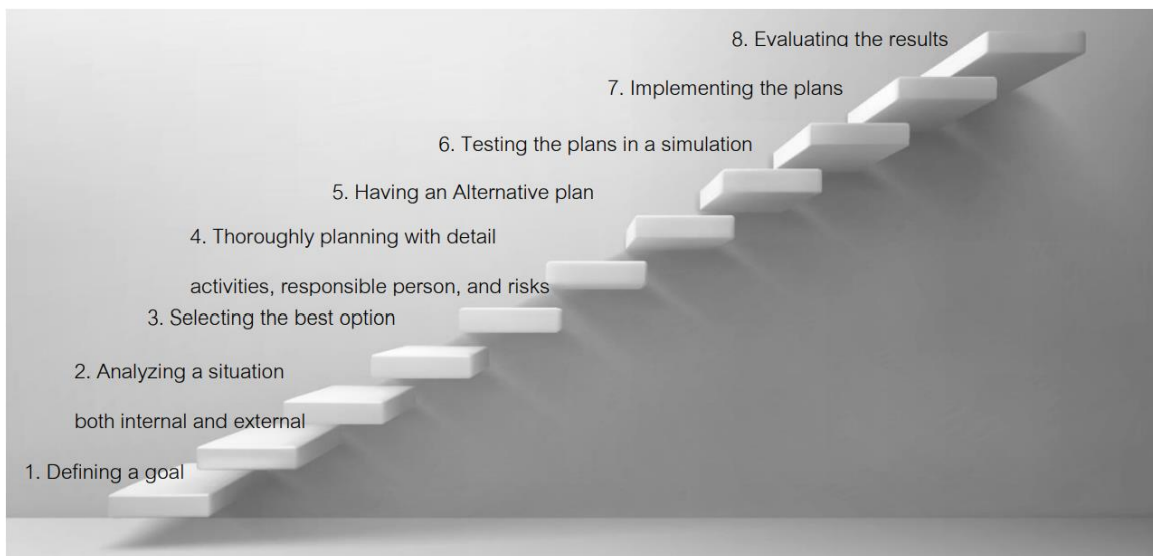 8. Evaluating the results
7. Implementing the plans
6. Testing the plans in a simulation
5. Having an Alternative plan
4. Thoroughly planning with detail
activities, responsible person, and risks
3. Selecting the best option
2. Analyzing a situation
both internal and external
1. Defining a goal